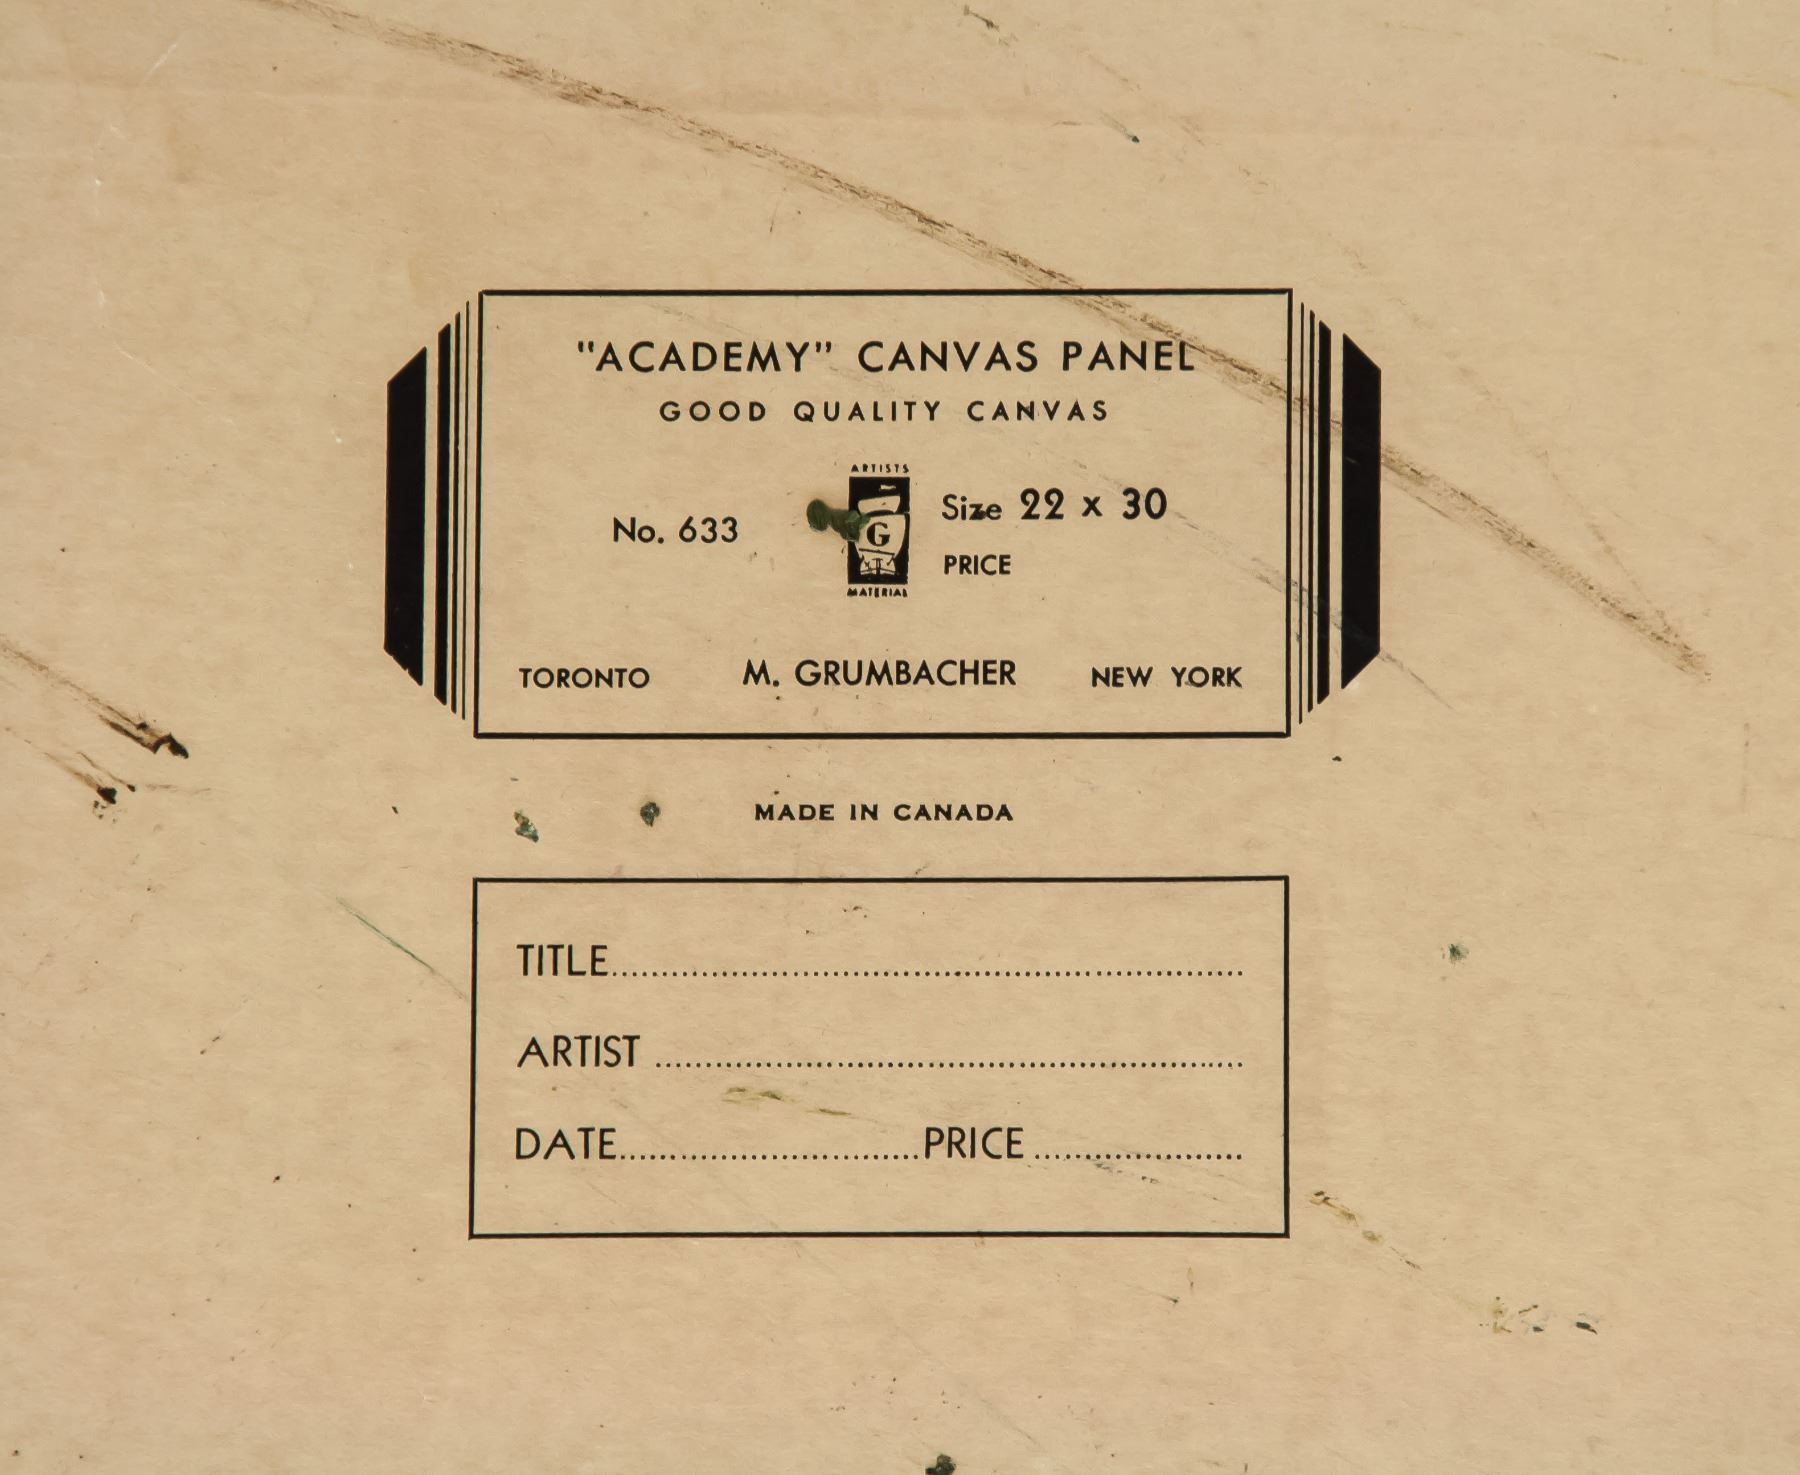 "ACADEMY" CANVAS PANEL
GOOD QUALITY CANVAS
ARTISTS
No. 633
G
Size 22 x 30
PRICE
MATERIAL
TORONTO M. GRUMBACHER NEW YORK
MADE IN CANADA
TITLE........................................................
ARTIST ........................................................
DATE..............................PRICE .....................